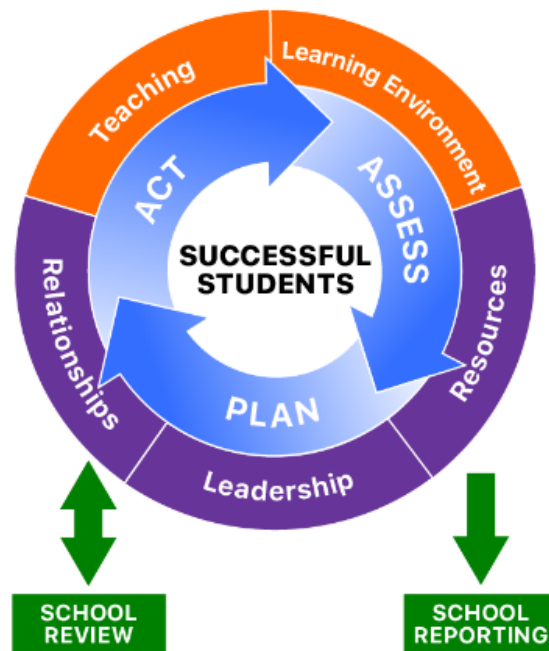 Teaching
Learning Environment
ACT
ASSESS
SUCCESSFUL
STUDENTS
Relationships
Resources
PLAN
Leadership
SCHOOL
REVIEW
SCHOOL
REPORTING